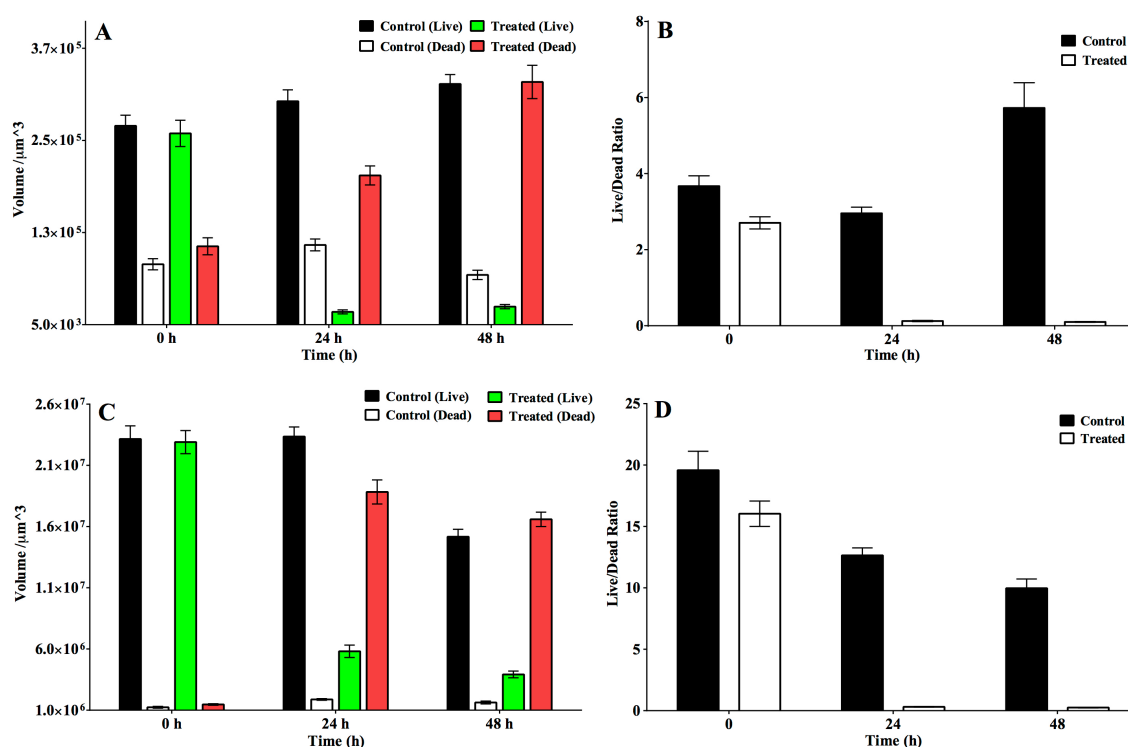 A
Control (Live)
Treated (Live)
Control (Dead)
Treated (Dead)
Volume /μm^3
3.7×10⁵
2.5×10⁵
1.3×10⁵
5.0×10³
0 h
24 h
48 h
Time (h)
B
Control
Treated
Live/Dead Ratio
8
6
4
2
0
0
24
48
Time (h)
C
Control (Live)
Treated (Live)
Control (Dead)
Treated (Dead)
Volume /μm^3
2.6×10⁷
2.1×10⁷
1.6×10⁷
1.1×10⁷
6.0×10⁶
1.0×10⁶
0 h
24 h
48 h
Time (h)
D
Control
Treated
Live/Dead Ratio
25
20
15
10
5
0
0
24
48
Time (h)